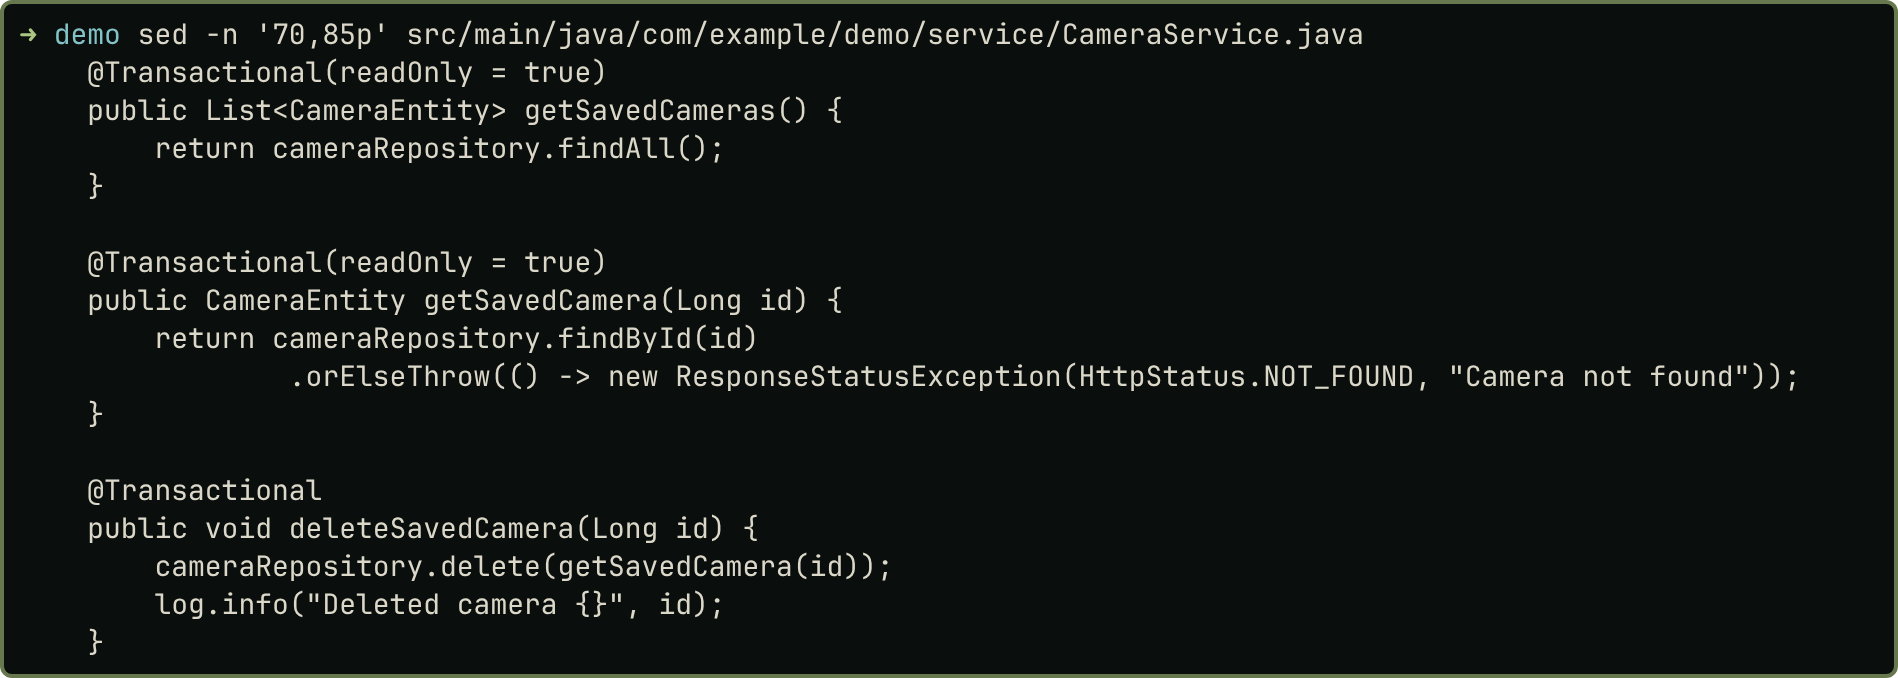 ➜ demo sed -n '70,85p' src/main/java/com/example/demo/service/CameraService.java
    @Transactional(readOnly = true)
    public List<CameraEntity> getSavedCameras() {
        return cameraRepository.findAll();
    }

    @Transactional(readOnly = true)
    public CameraEntity getSavedCamera(Long id) {
        return cameraRepository.findById(id)
                .orElseThrow(() -> new ResponseStatusException(HttpStatus.NOT_FOUND, "Camera not found"));
    }

    @Transactional
    public void deleteSavedCamera(Long id) {
        cameraRepository.delete(getSavedCamera(id));
        log.info("Deleted camera {}", id);
    }